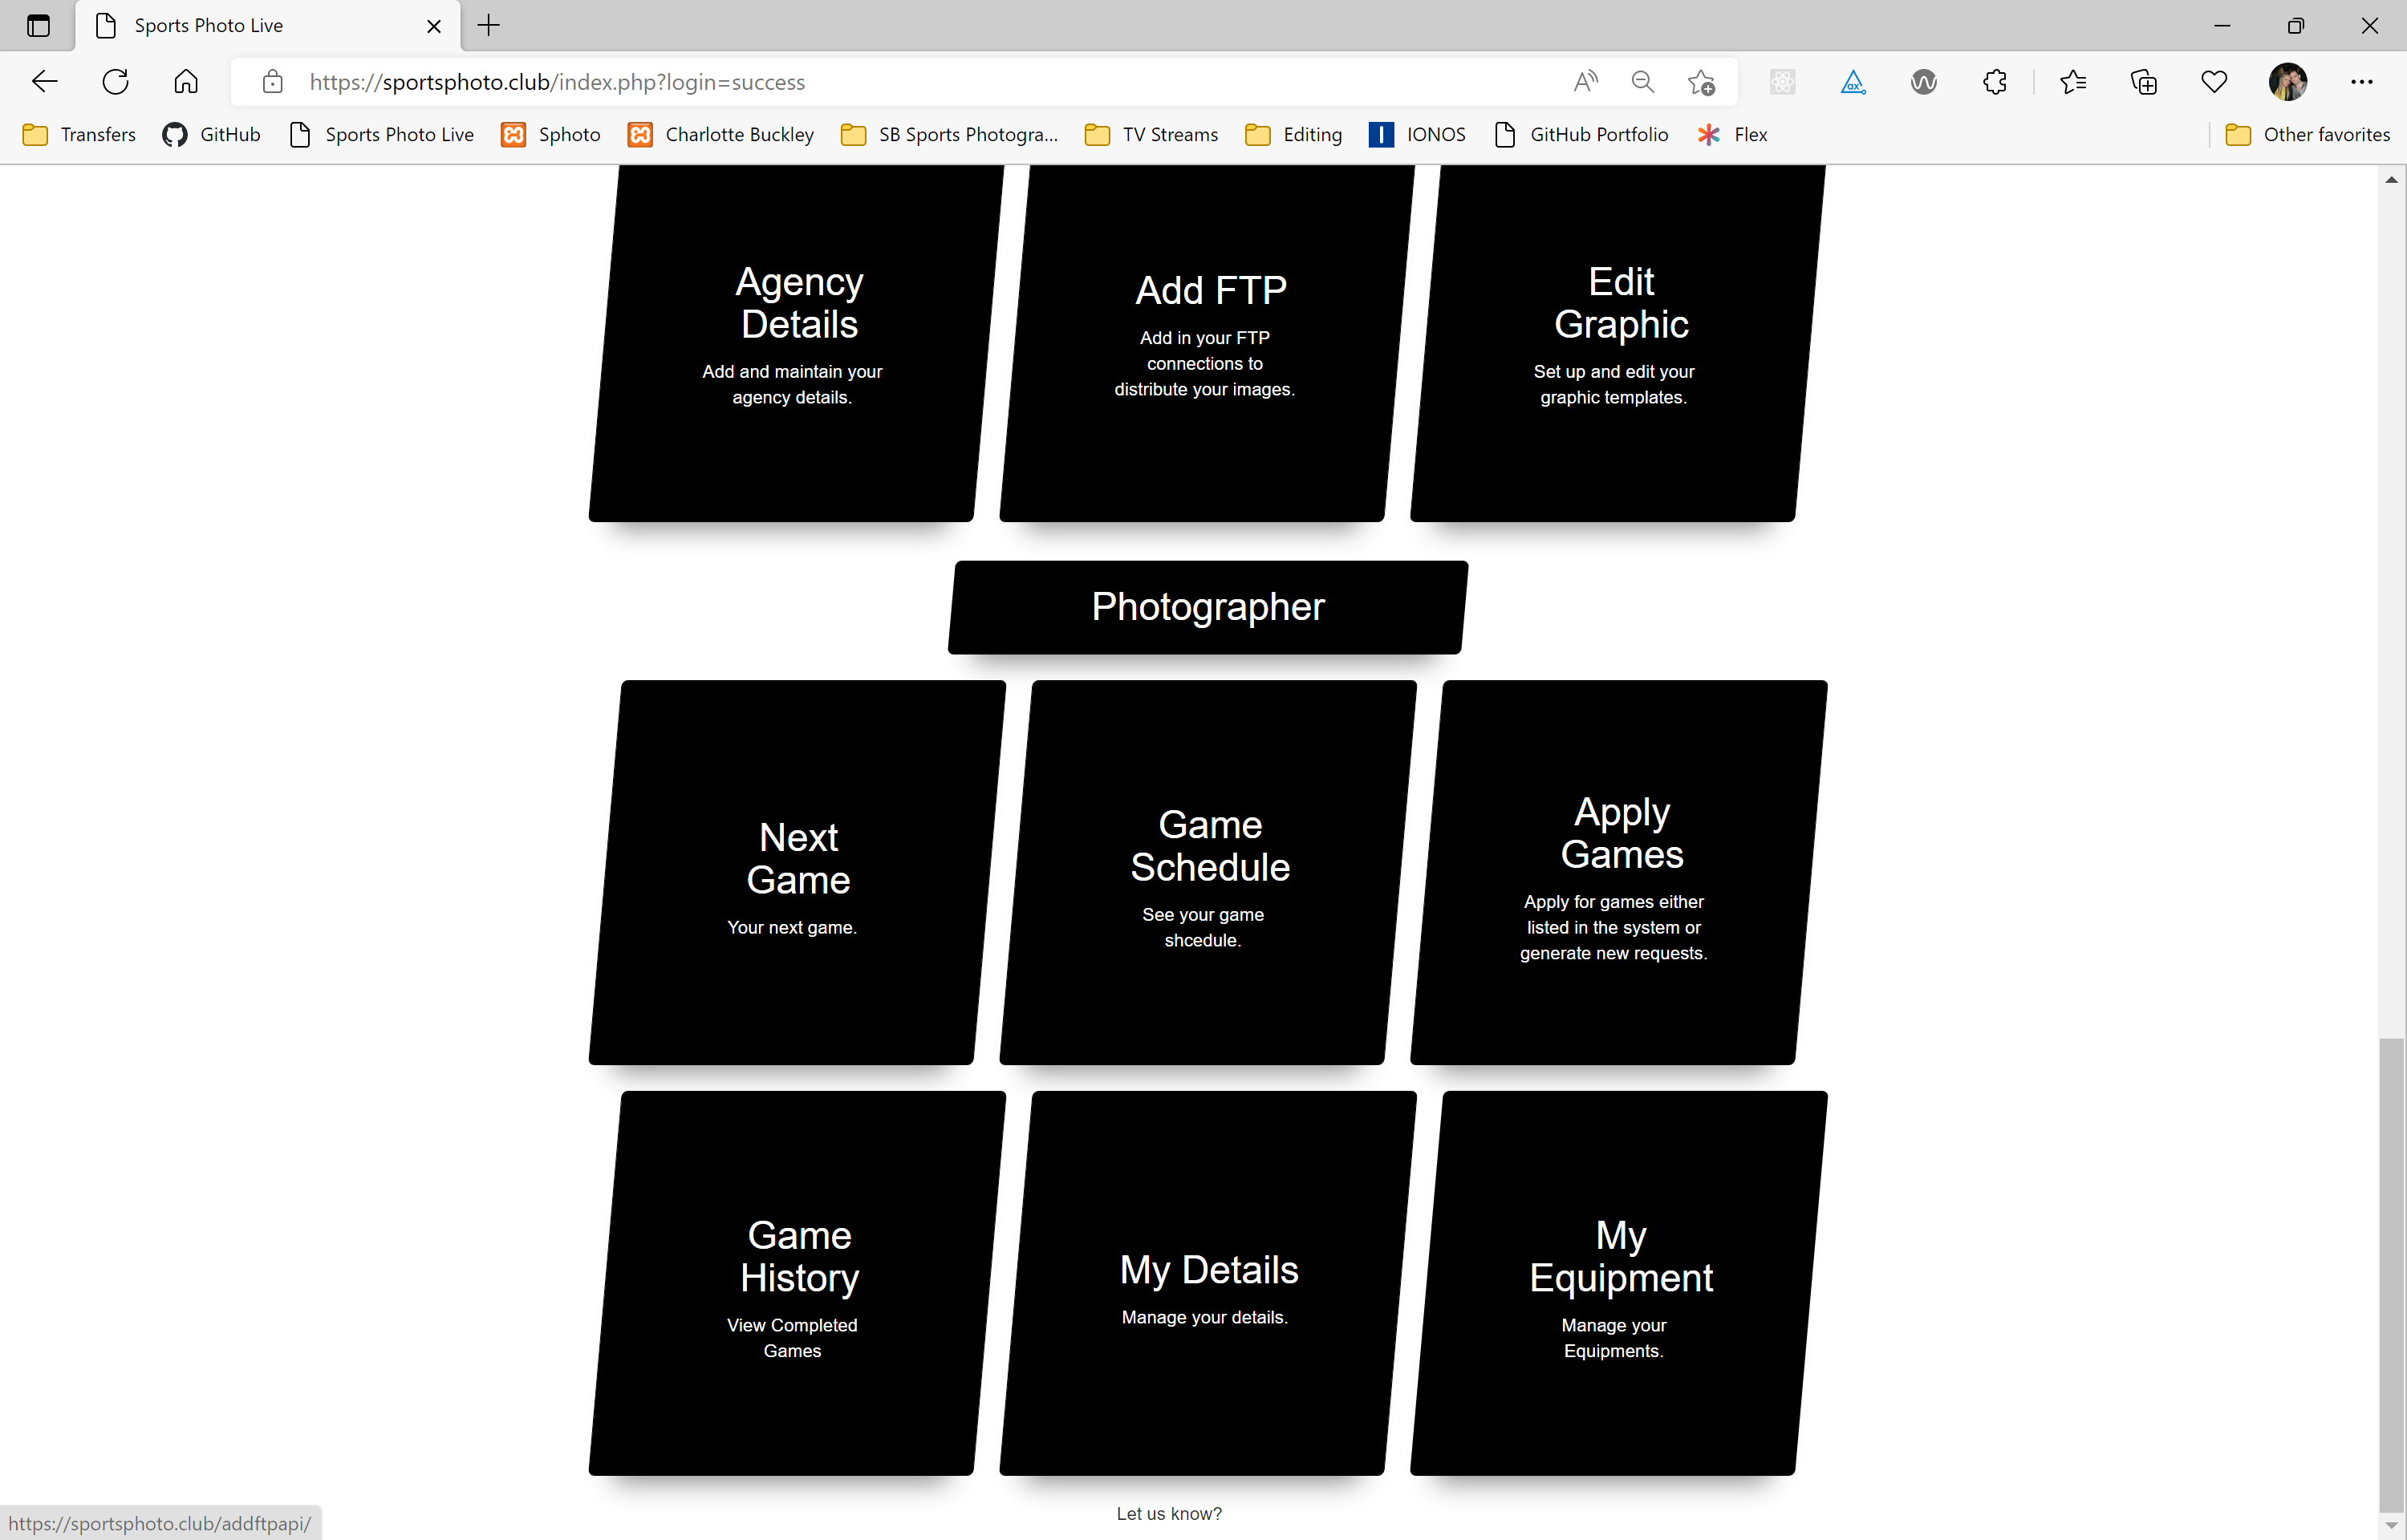 Sports Photo Live
https://sportsphoto.club/index.php?login=success
Transfers GitHub Sports Photo Live Sphoto Charlotte Buckley SB Sports Photogra... TV Streams Editing IONOS GitHub Portfolio Flex Other favorites
Agency
Details
Add and maintain your
agency details.
Add FTP
Add in your FTP
connections to
distribute your images.
Edit
Graphic
Set up and edit your
graphic templates.
Photographer
Next
Game
Your next game.
Game
Schedule
See your game
shcedule.
Apply
Games
Apply for games either
listed in the system or
generate new requests.
Game
History
View Completed
Games
My Details
Manage your details.
My
Equipment
Manage your
Equipments.
Let us know?
https://sportsphoto.club/addftpapi/